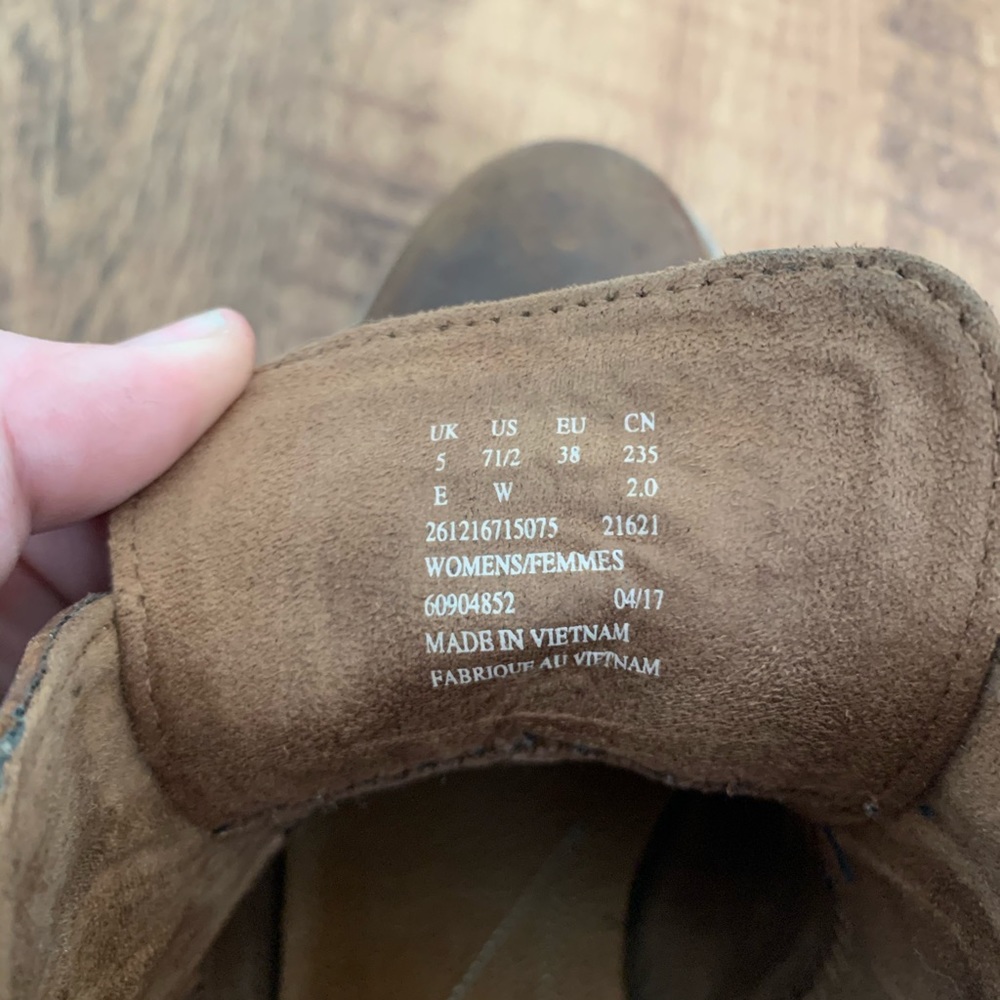 UK US EU CN
5 71/2 38 235
E W 2.0
261216715075 21621
WOMENS/FEMMES
60904852 04/17
MADE IN VIETNAM
FABRIQUE AU VIETNAM